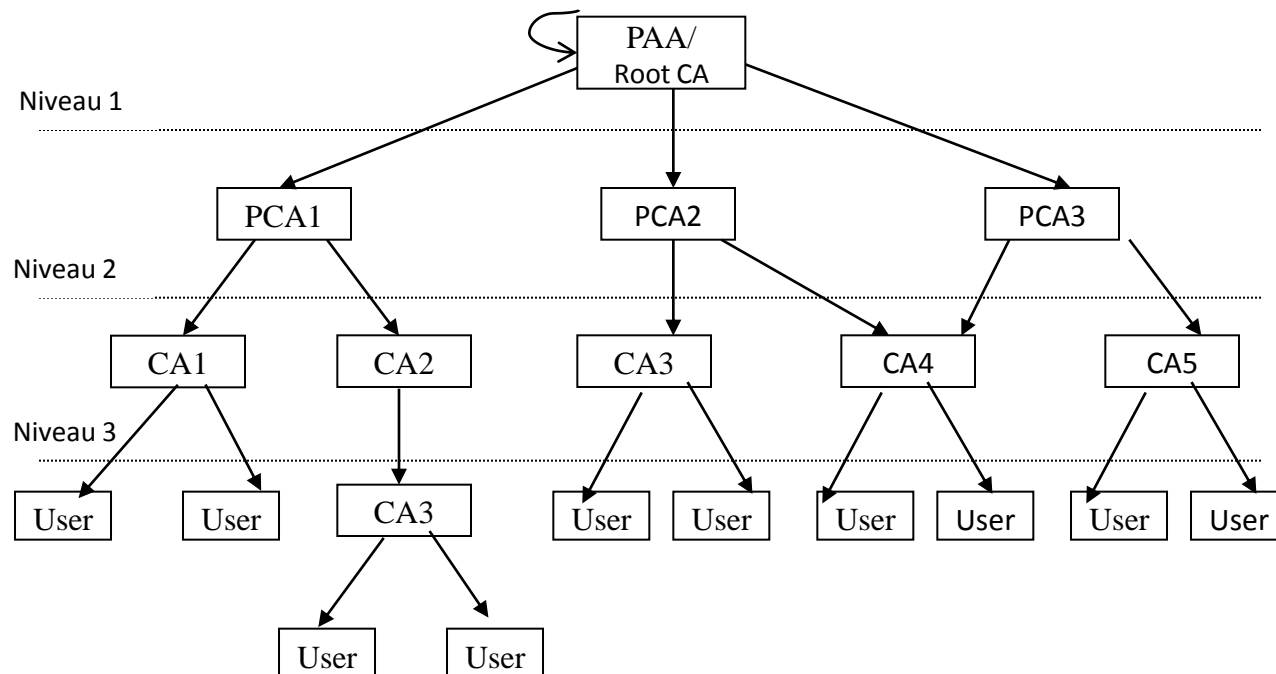 PAA/
Root CA
Niveau 1
PCA1
PCA2
PCA3
Niveau 2
CA1
CA2
CA3
CA4
CA5
Niveau 3
User
User
CA3
User
User
User
User
User
User
User
User